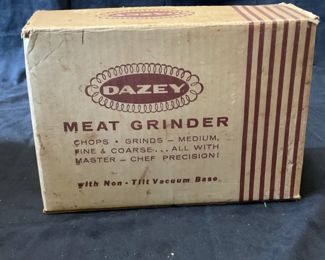 DAZEY
MEAT GRINDER
CHOPS • GRINDS — MEDIUM,
FINE & COARSE... ALL WITH
MASTER — CHEF PRECISION!
with Non-Tilt Vacuum Base